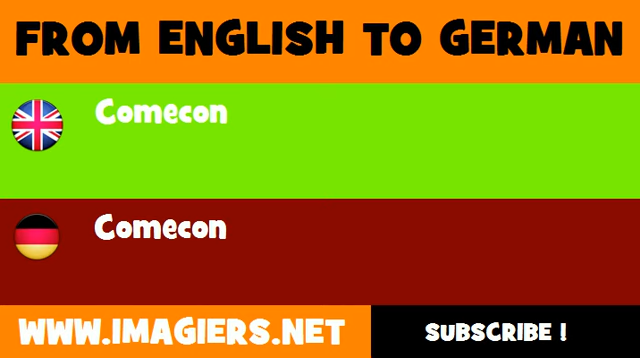 FROM ENGLISH TO GERMAN
Comecon
Comecon
WWW.IMAGIERS.NET
SUBSCRIBE !